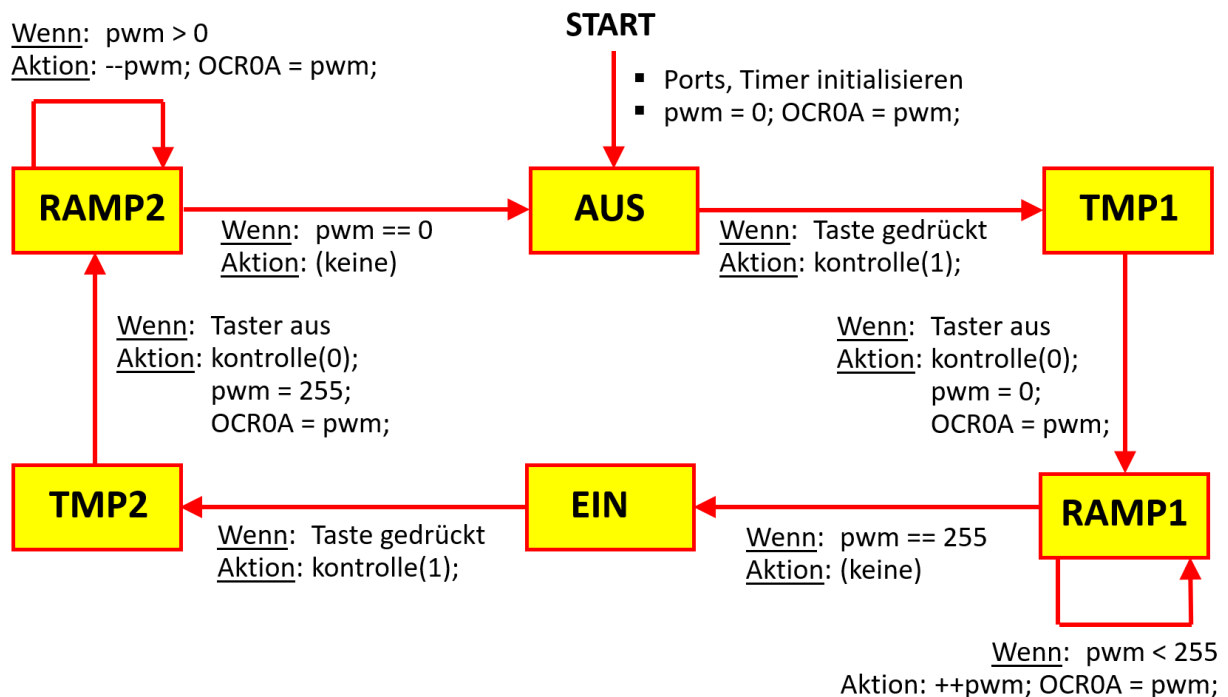 Wenn: pwm > 0
Aktion: --pwm; OCR0A = pwm;
START
▪ Ports, Timer initialisieren
▪ pwm = 0; OCR0A = pwm;
RAMP2
AUS
TMP1
Wenn: pwm == 0
Aktion: (keine)
Wenn: Taste gedrückt
Aktion: kontrolle(1);
Wenn: Taster aus
Aktion: kontrolle(0);
pwm = 255;
OCR0A = pwm;
Wenn: Taster aus
Aktion: kontrolle(0);
pwm = 0;
OCR0A = pwm;
TMP2
EIN
RAMP1
Wenn: Taste gedrückt
Aktion: kontrolle(1);
Wenn: pwm == 255
Aktion: (keine)
Wenn: pwm < 255
Aktion: ++pwm; OCR0A = pwm;